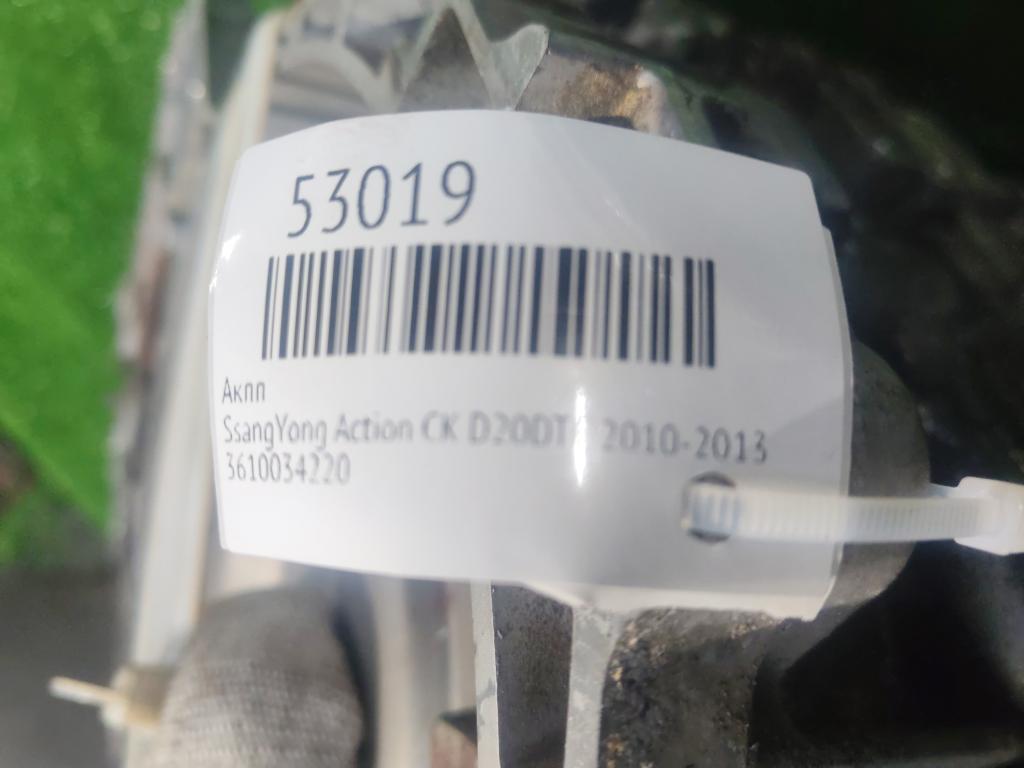 53019
Акпп
SsangYong Action CK D20DT 2010-2013
3610034220